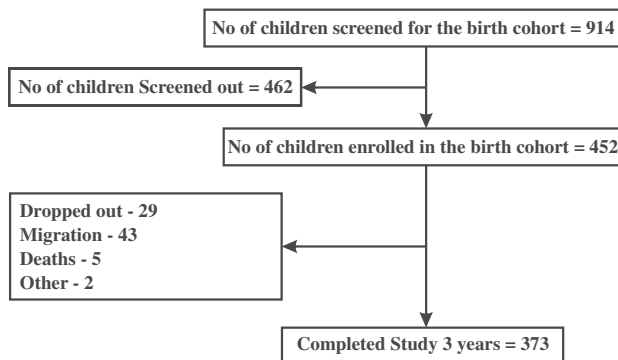 No of children screened for the birth cohort = 914
No of children Screened out = 462
No of children enrolled in the birth cohort = 452
Dropped out - 29
Migration - 43
Deaths - 5
Other - 2
Completed Study 3 years = 373